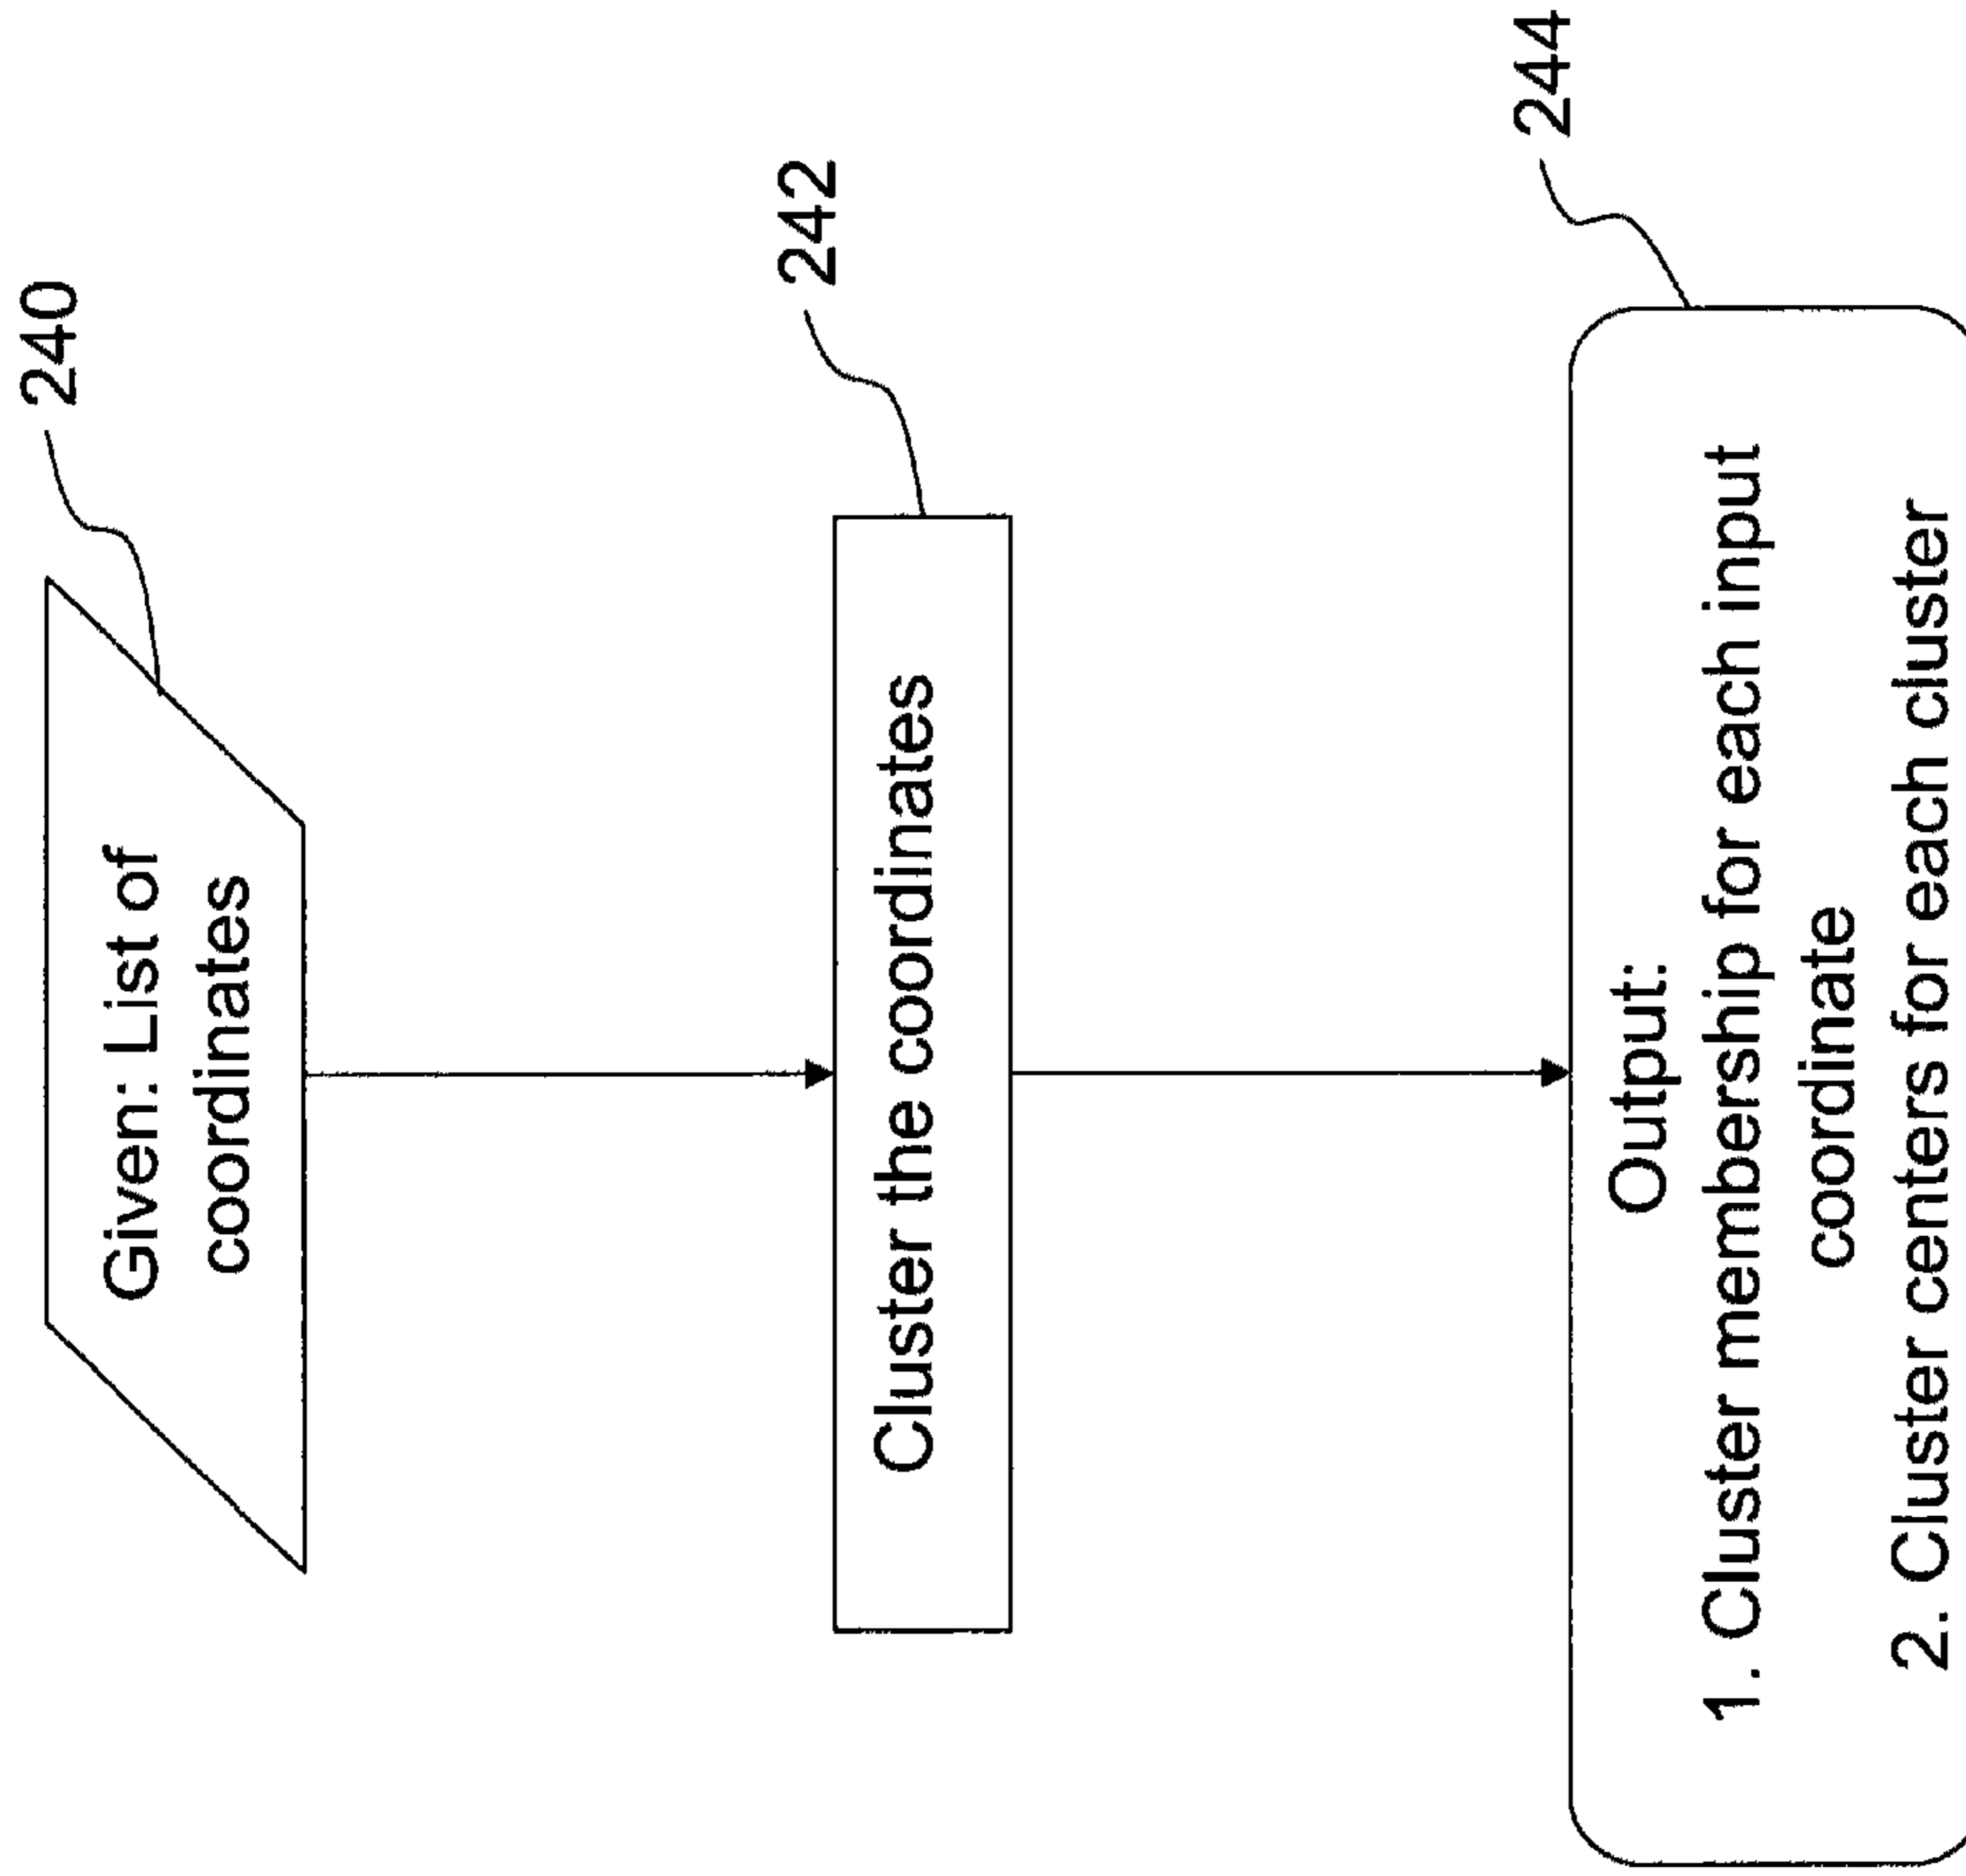 240
Given: List of
coordinates
242
Cluster the coordinates
244
Output:
1. Cluster membership for each input
coordinate
2. Cluster centers for each cluster